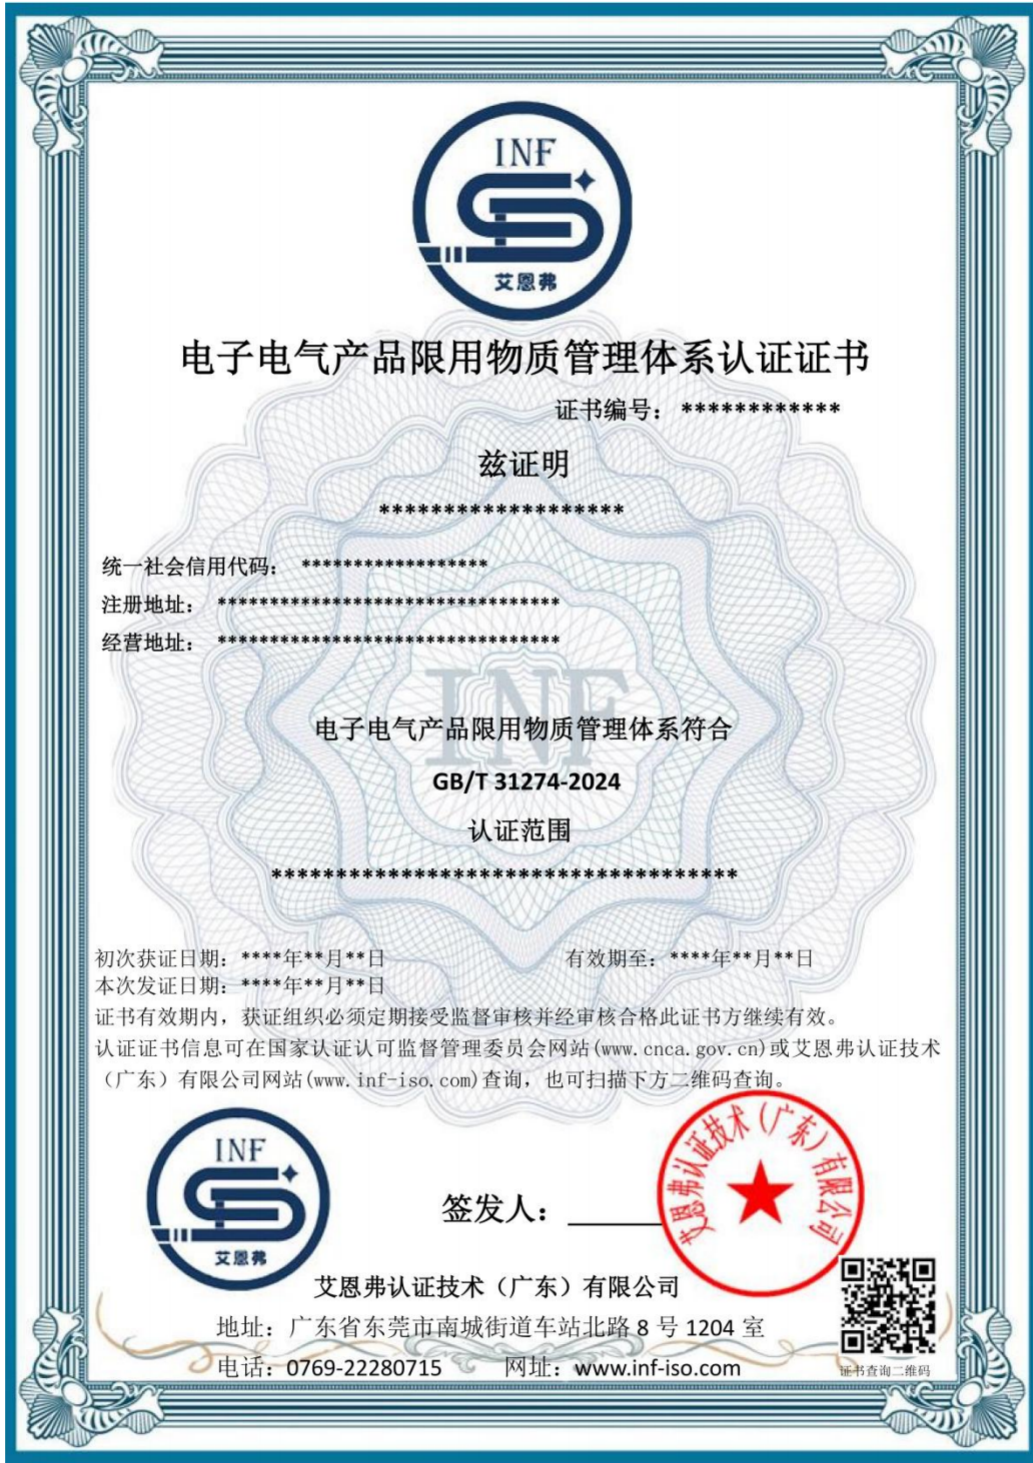 INF
艾恩弗
电子电气产品限用物质管理体系认证证书
证书编号： ************
兹证明
*******************
统一社会信用代码： ******************
注册地址： *********************************
经营地址： *********************************
INF
电子电气产品限用物质管理体系符合
GB/T 31274-2024
认证范围
************************************
初次获证日期：****年**月**日 有效期至：****年**月**日
本次发证日期：****年**月**日
证书有效期内，获证组织必须定期接受监督审核并经审核合格此证书方继续有效。
认证证书信息可在国家认证认可监督管理委员会网站(www.cnca.gov.cn)或艾恩弗认证技术
（广东）有限公司网站(www.inf-iso.com)查询，也可扫描下方二维码查询。
INF
艾恩弗
签发人：______
艾恩弗认证技术（广东）有限公司
艾恩弗认证技术（广东）有限公司
地址：广东省东莞市南城街道车站北路 8 号 1204 室
电话：0769-22280715 网址：www.inf-iso.com
证书查询二维码